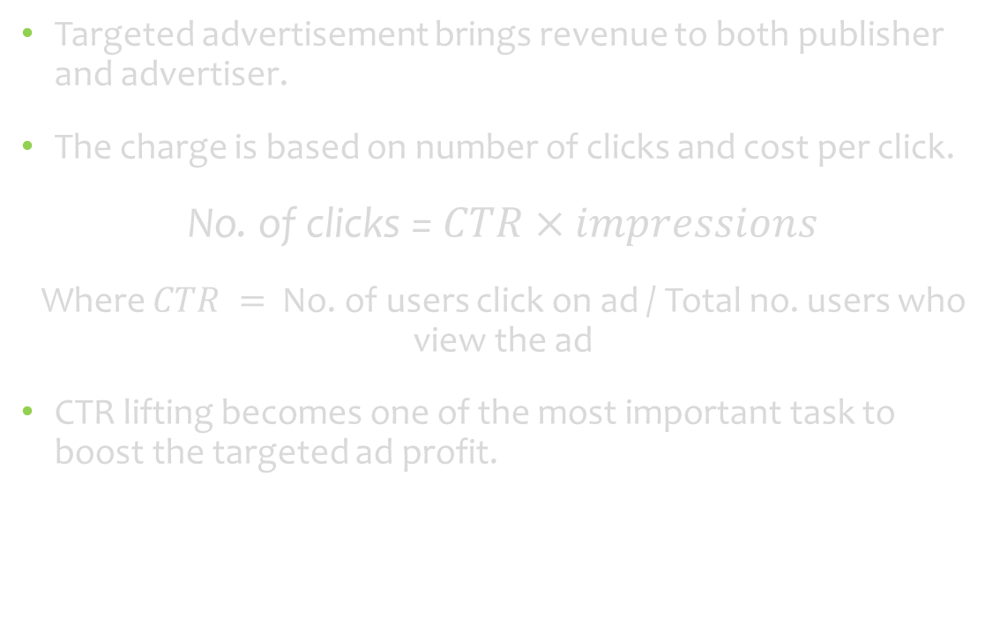 • Targeted advertisement brings revenue to both publisher
and advertiser.
• The charge is based on number of clicks and cost per click.
No. of clicks = CTR × impressions
Where CTR = No. of users click on ad / Total no. users who
view the ad
• CTR lifting becomes one of the most important task to
boost the targeted ad profit.